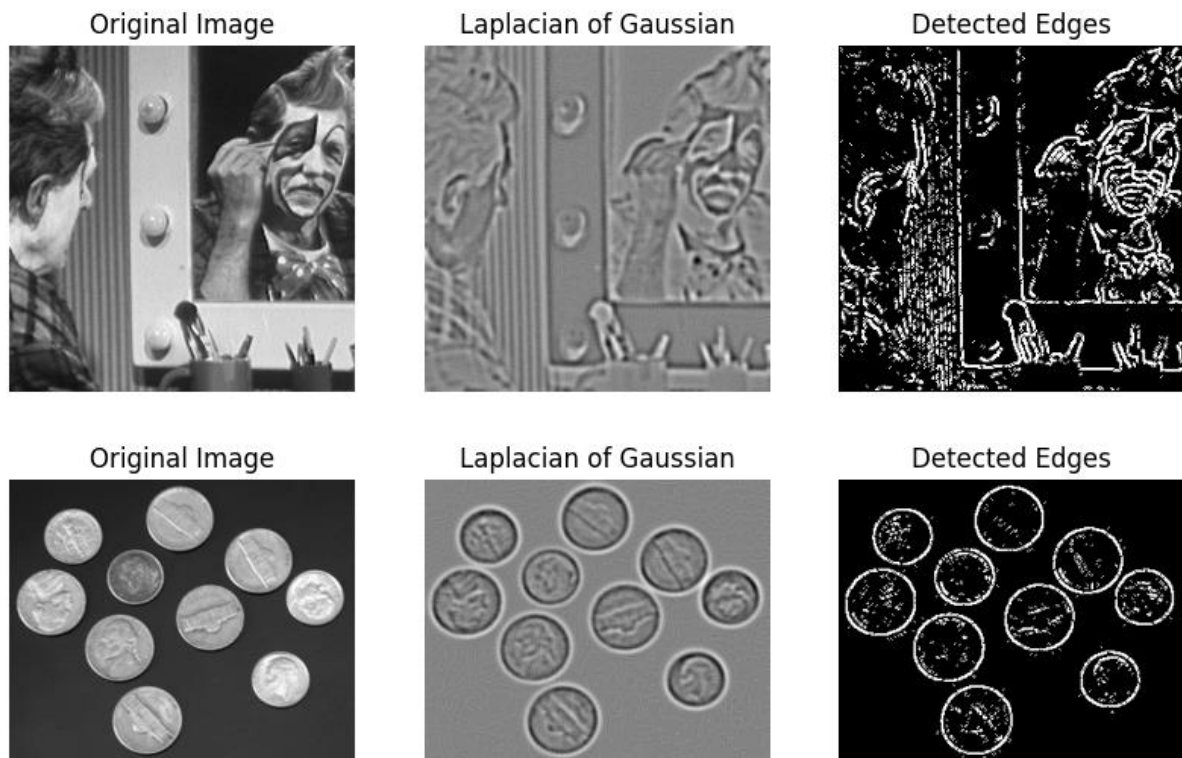 Original Image
Laplacian of Gaussian
Detected Edges
Original Image
Laplacian of Gaussian
Detected Edges